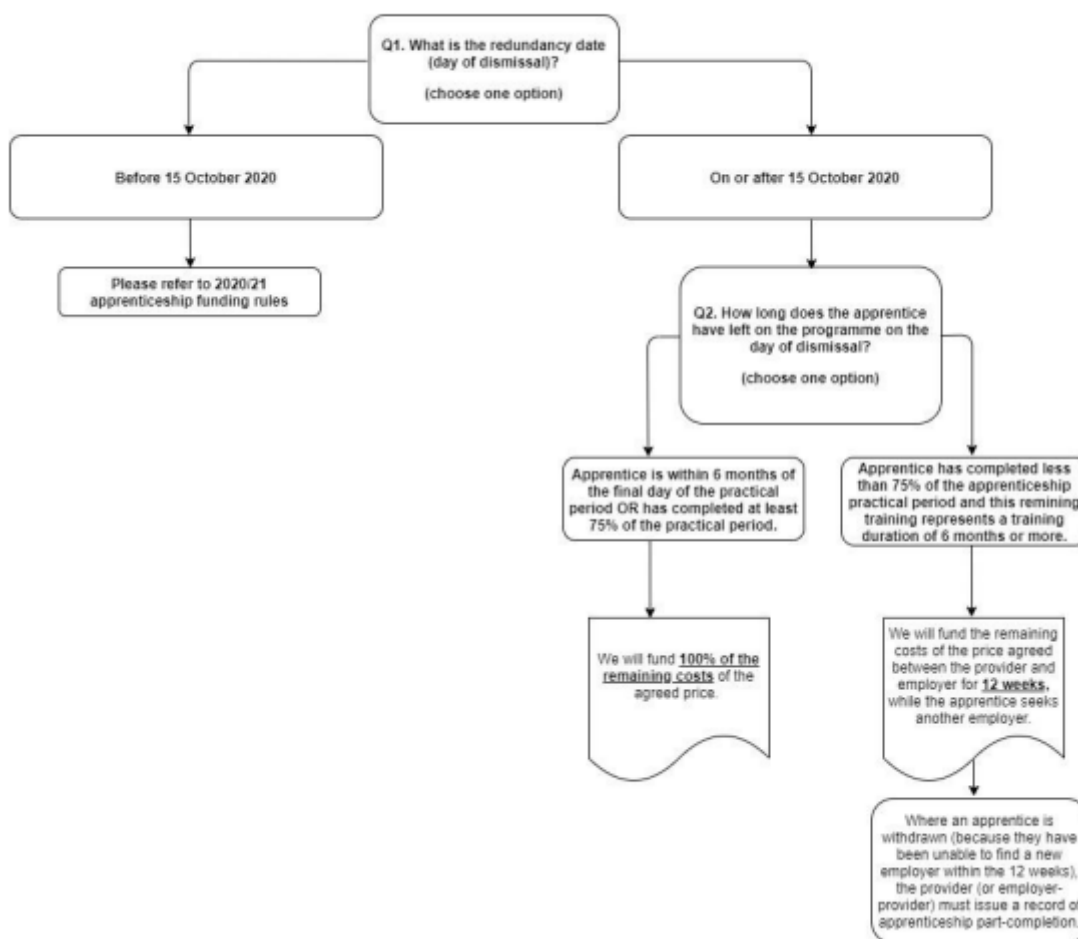 Q1. What is the redundancy date
(day of dismissal)?
(choose one option)
Before 15 October 2020
On or after 15 October 2020
Please refer to 2020/21
apprenticeship funding rules
Q2. How long does the apprentice
have left on the programme on the
day of dismissal?
(choose one option)
Apprentice is within 6 months of
the final day of the practical
period OR has completed at least
75% of the practical period.
Apprentice has completed less
than 75% of the apprenticeship
practical period and this remining
training represents a training
duration of 6 months or more.
We will fund 100% of the
remaining costs of the
agreed price.
We will fund the remaining
costs of the price agreed
between the provider and
employer for 12 weeks,
while the apprentice seeks
another employer.
Where an apprentice is
withdrawn (because they have
been unable to find a new
employer within the 12 weeks),
the provider (or employer-
provider) must issue a record of
apprenticeship part-completion.